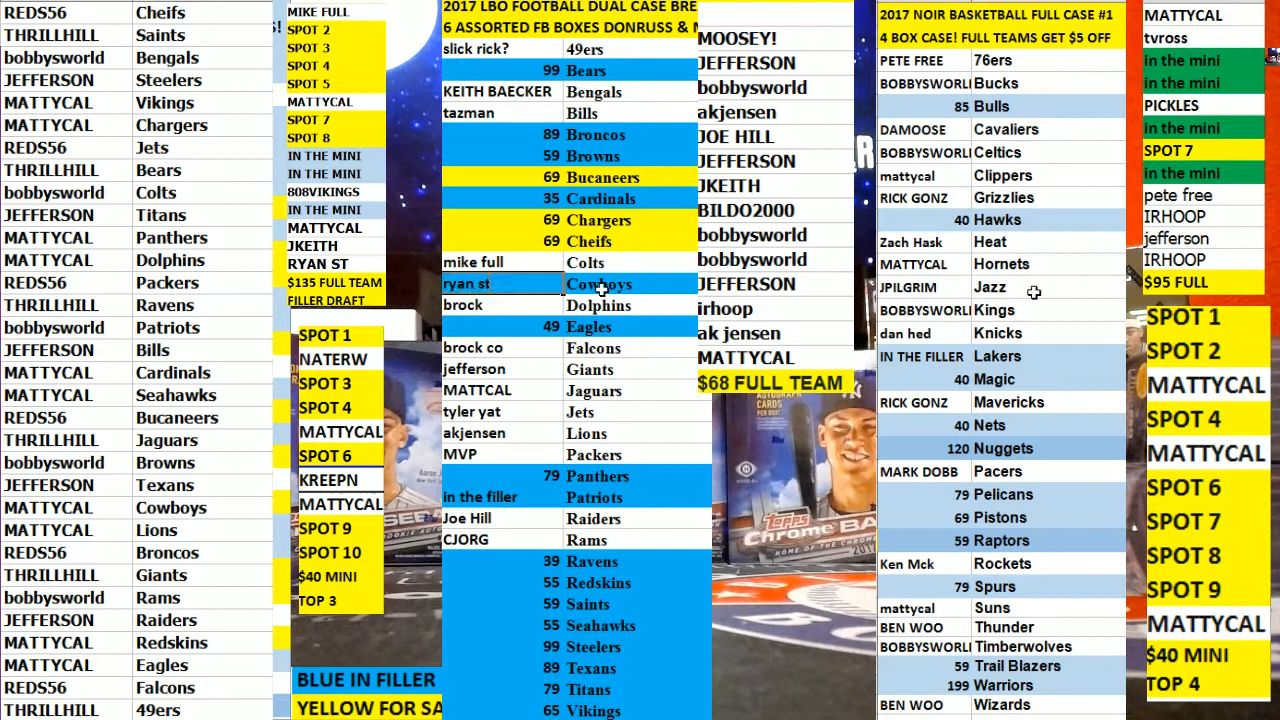 REDS56 Cheifs
THRILLHILL Saints
bobbysworld Bengals
JEFFERSON Steelers
MATTYCAL Vikings
MATTYCAL Chargers
REDS56 Jets
THRILLHILL Bears
bobbysworld Colts
JEFFERSON Titans
MATTYCAL Panthers
MATTYCAL Dolphins
REDS56 Packers
THRILLHILL Ravens
bobbysworld Patriots
JEFFERSON Bills
MATTYCAL Cardinals
MATTYCAL Seahawks
REDS56 Bucaneers
THRILLHILL Jaguars
bobbysworld Browns
JEFFERSON Texans
MATTYCAL Cowboys
MATTYCAL Lions
REDS56 Broncos
THRILLHILL Giants
bobbysworld Rams
JEFFERSON Raiders
MATTYCAL Redskins
MATTYCAL Eagles
REDS56 Falcons
THRILLHILL 49ers
MIKE FULL
SPOT 2
SPOT 3
SPOT 4
SPOT 5
MATTYCAL
SPOT 7
SPOT 8
IN THE MINI
IN THE MINI
808VIKINGS
IN THE MINI
MATTYCAL
JKEITH
RYAN ST
$135 FULL TEAM
FILLER DRAFT
SPOT 1
NATERW
SPOT 3
SPOT 4
MATTYCAL
SPOT 6
KREEPN
MATTYCAL
SPOT 9
SPOT 10
$40 MINI
TOP 3
BLUE IN FILLER
YELLOW FOR SA
2017 LBO FOOTBALL DUAL CASE BRE
6 ASSORTED FB BOXES DONRUSS &
slick rick? 49ers
99 Bears
KEITH BAECKER Bengals
tazman Bills
89 Broncos
59 Browns
69 Bucaneers
35 Cardinals
69 Chargers
69 Cheifs
mike full Colts
ryan st Cowboys
brock Dolphins
49 Eagles
brock co Falcons
jefferson Giants
MATTCAL Jaguars
tyler yat Jets
akjensen Lions
MVP Packers
79 Panthers
in the filler Patriots
Joe Hill Raiders
CJORG Rams
39 Ravens
55 Redskins
59 Saints
55 Seahawks
99 Steelers
89 Texans
79 Titans
65 Vikings
MOOSEY!
JEFFERSON
bobbysworld
akjensen
JOE HILL
JEFFERSON
JKEITH
BILDO2000
bobbysworld
bobbysworld
JEFFERSON
irhoop
ak jensen
MATTYCAL
$68 FULL TEAM
TOPPS Chrome BA
HOME OF THE CHROME
2017 NOIR BASKETBALL FULL CASE #1
4 BOX CASE! FULL TEAMS GET $5 OFF
PETE FREE 76ers
BOBBYSWORL Bucks
85 Bulls
DAMOOSE Cavaliers
BOBBYSWORL Celtics
mattycal Clippers
RICK GONZ Grizzlies
40 Hawks
Zach Hask Heat
MATTYCAL Hornets
JPILGRIM Jazz
BOBBYSWORL Kings
dan hed Knicks
IN THE FILLER Lakers
40 Magic
RICK GONZ Mavericks
40 Nets
120 Nuggets
MARK DOBB Pacers
79 Pelicans
69 Pistons
59 Raptors
Ken Mck Rockets
79 Spurs
mattycal Suns
BEN WOO Thunder
BOBBYSWORL Timberwolves
59 Trail Blazers
199 Warriors
BEN WOO Wizards
MATTYCAL
tvross
in the mini
in the mini
PICKLES
in the mini
SPOT 7
in the mini
pete free
IRHOOP
jefferson
IRHOOP
$95 FULL
SPOT 1
SPOT 2
MATTYCAL
SPOT 4
MATTYCAL
SPOT 6
SPOT 7
SPOT 8
SPOT 9
MATTYCAL
$40 MINI
TOP 4